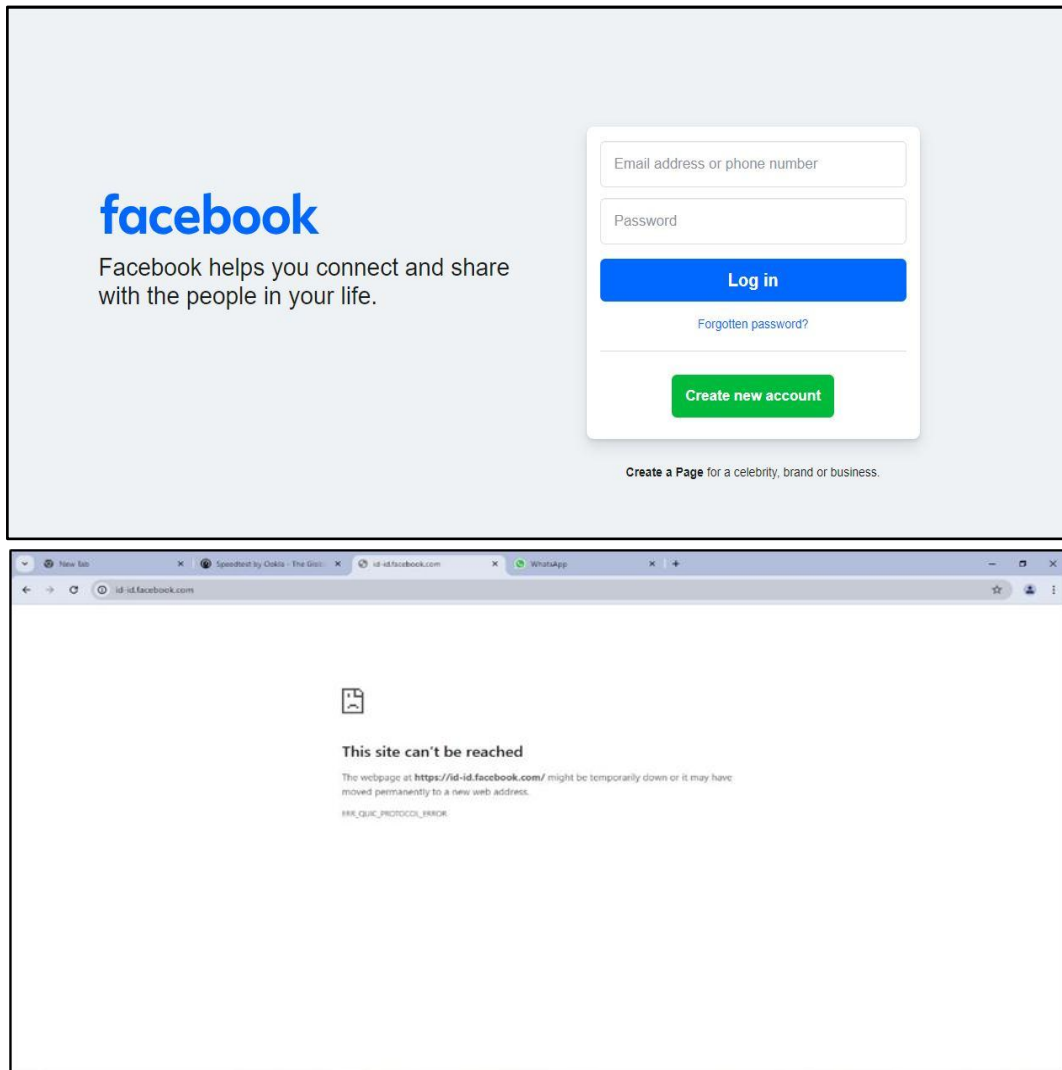 facebook
Facebook helps you connect and share
with the people in your life.
Email address or phone number
Password
Log in
Forgotten password?
Create new account
Create a Page for a celebrity, brand or business.
New Tab
Speedtest by Ookla - The Glob
id-id.facebook.com
WhatsApp
id-id.facebook.com
This site can't be reached
The webpage at https://id-id.facebook.com/ might be temporarily down or it may have
moved permanently to a new web address.
ERR_QUIC_PROTOCOL_ERROR